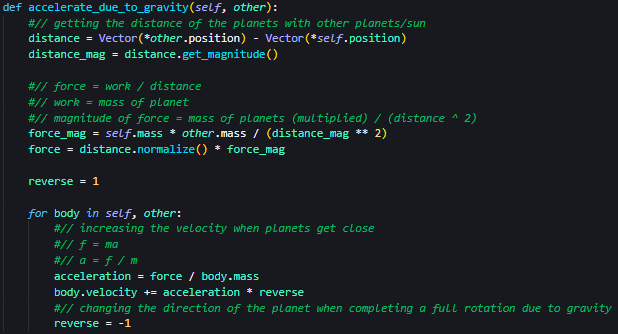 def accelerate_due_to_gravity(self, other):
    #// getting the distance of the planets with other planets/sun
    distance = Vector(*other.position) - Vector(*self.position)
    distance_mag = distance.get_magnitude()

    #// force = work / distance
    #// work = mass of planet
    #// magnitude of force = mass of planets (multiplied) / (distance ^ 2)
    force_mag = self.mass * other.mass / (distance_mag ** 2)
    force = distance.normalize() * force_mag

    reverse = 1

    for body in self, other:
        #// increasing the velocity when planets get close
        #// f = ma
        #// a = f / m
        acceleration = force / body.mass
        body.velocity += acceleration * reverse
        #// changing the direction of the planet when completing a full rotation due to gravity
        reverse = -1